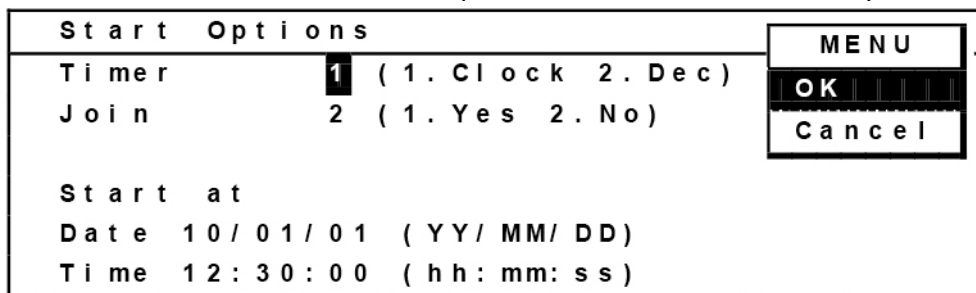 Start Options
MENU
Timer 1 (1. Clock 2. Dec)
OK
Join 2 (1. Yes 2. No)
Cancel
Start at
Date 10/01/01 (YY/MM/DD)
Time 12:30:00 (hh:mm:ss)